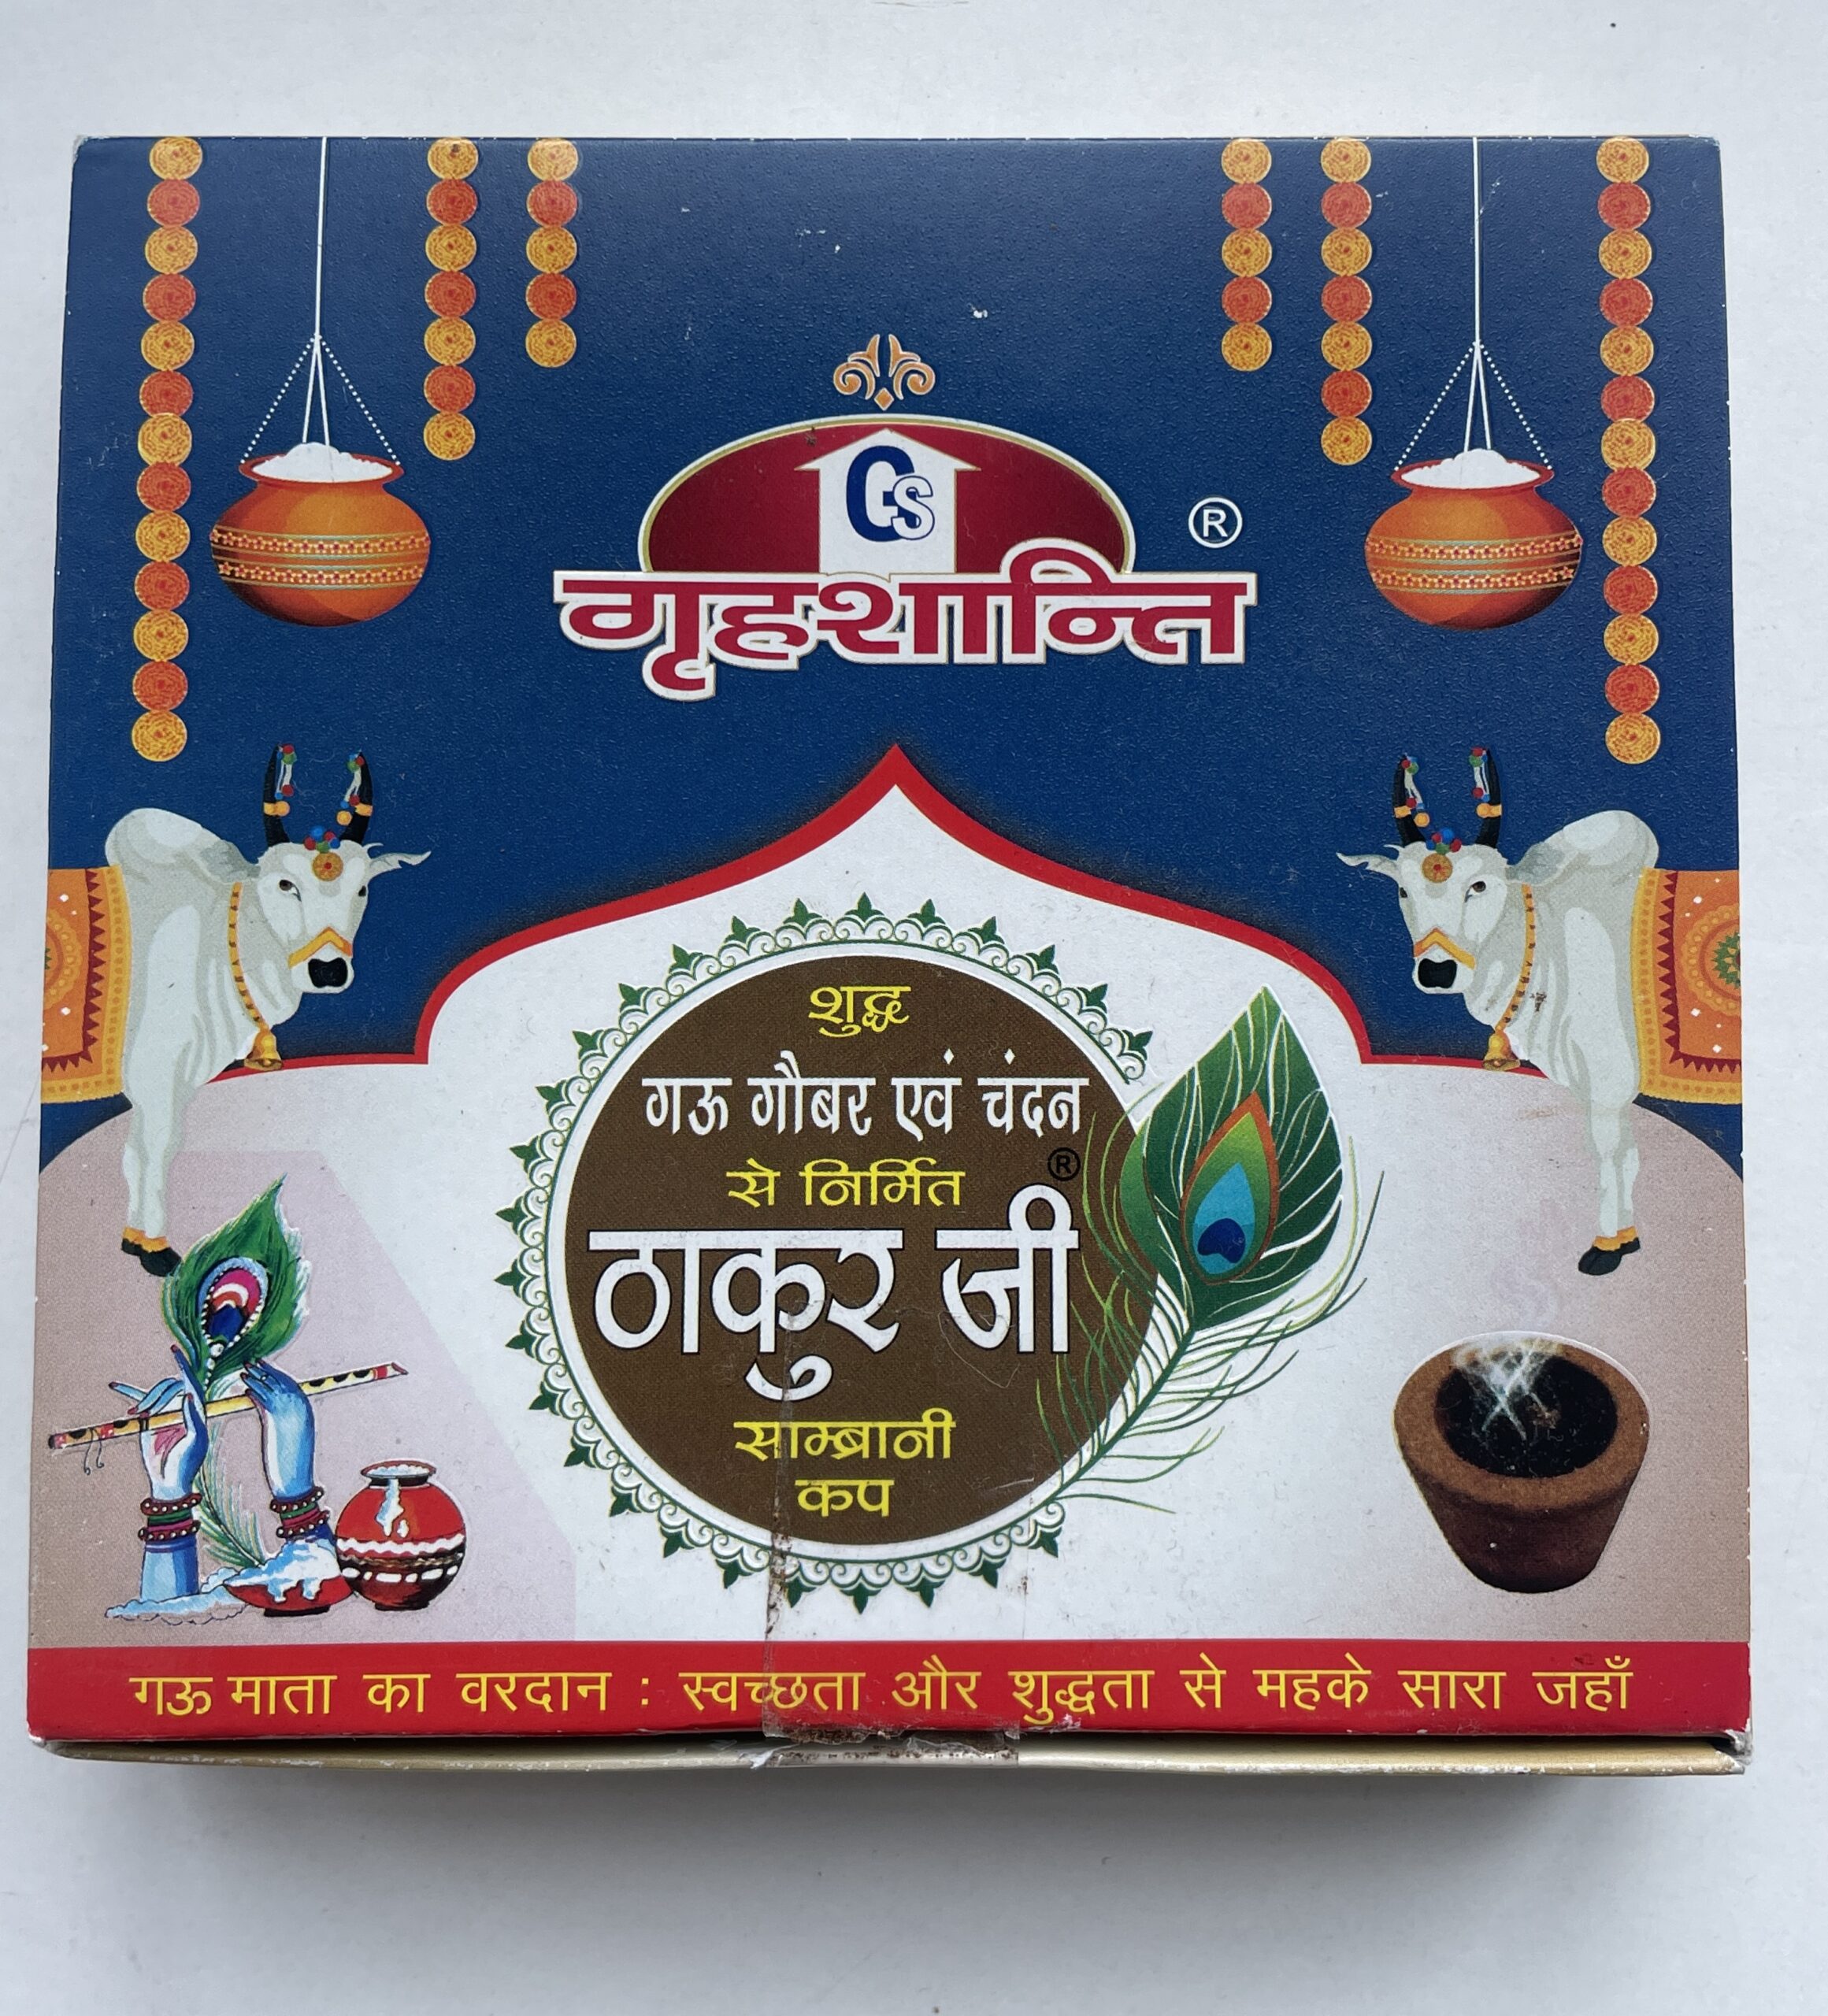 GS
®
गृहशान्ति
शुद्ध
गऊ गौबर एवं चंदन
से निर्मित
®
ठाकुर जी
साम्ब्रानी
कप
गऊ माता का वरदान : स्वच्छता और शुद्धता से महके सारा जहाँ